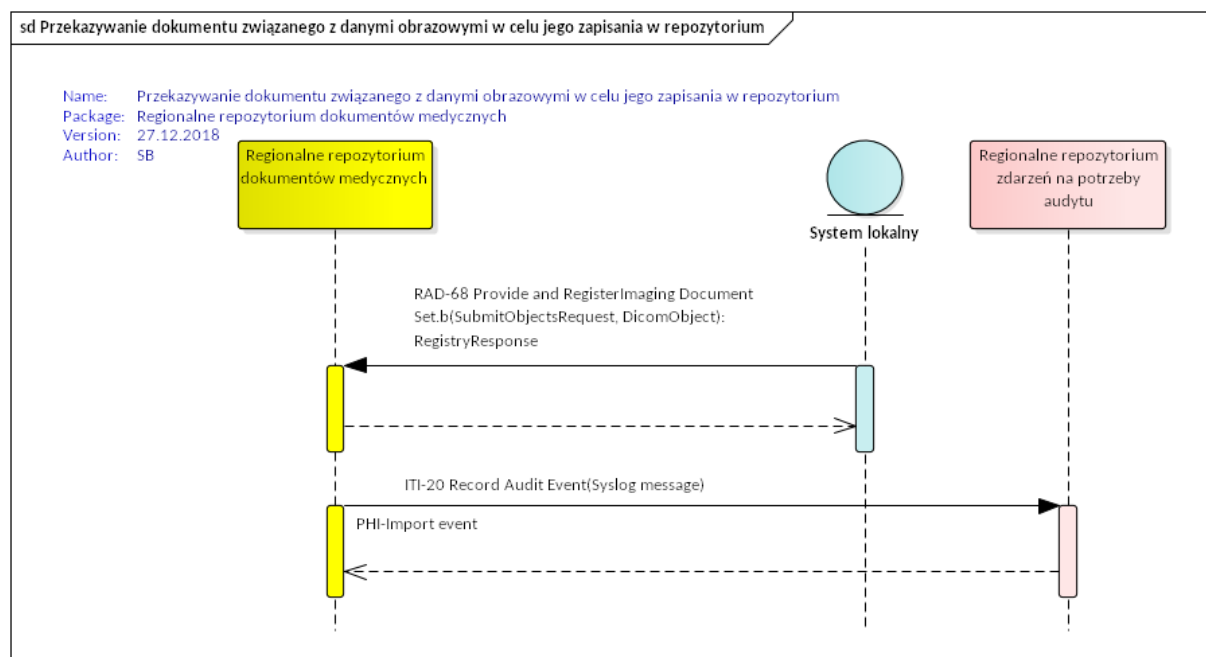 sd Przekazywanie dokumentu związanego z danymi obrazowymi w celu jego zapisania w repozytorium
Name: Przekazywanie dokumentu związanego z danymi obrazowymi w celu jego zapisania w repozytorium
Package: Regionalne repozytorium dokumentów medycznych
Version: 27.12.2018
Author: SB
Regionalne repozytorium
dokumentów medycznych
System lokalny
Regionalne repozytorium
zdarzeń na potrzeby
audytu
RAD-68 Provide and RegisterImaging Document
Set.b(SubmitObjectsRequest, DicomObject):
RegistryResponse
ITI-20 Record Audit Event(Syslog message)
PHI-Import event